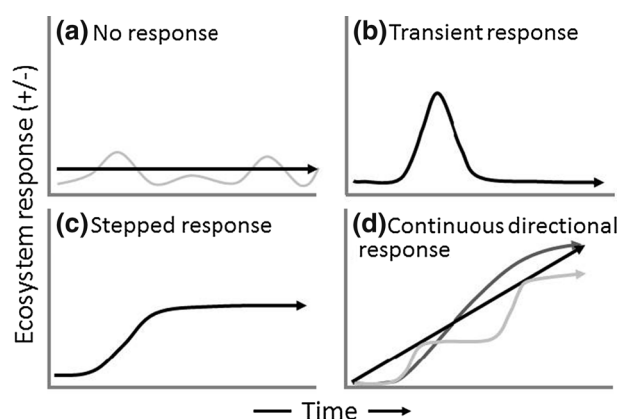 (a) No response
(b) Transient response
Ecosystem response (+/-)
(c) Stepped response
(d) Continuous directional
response
Time